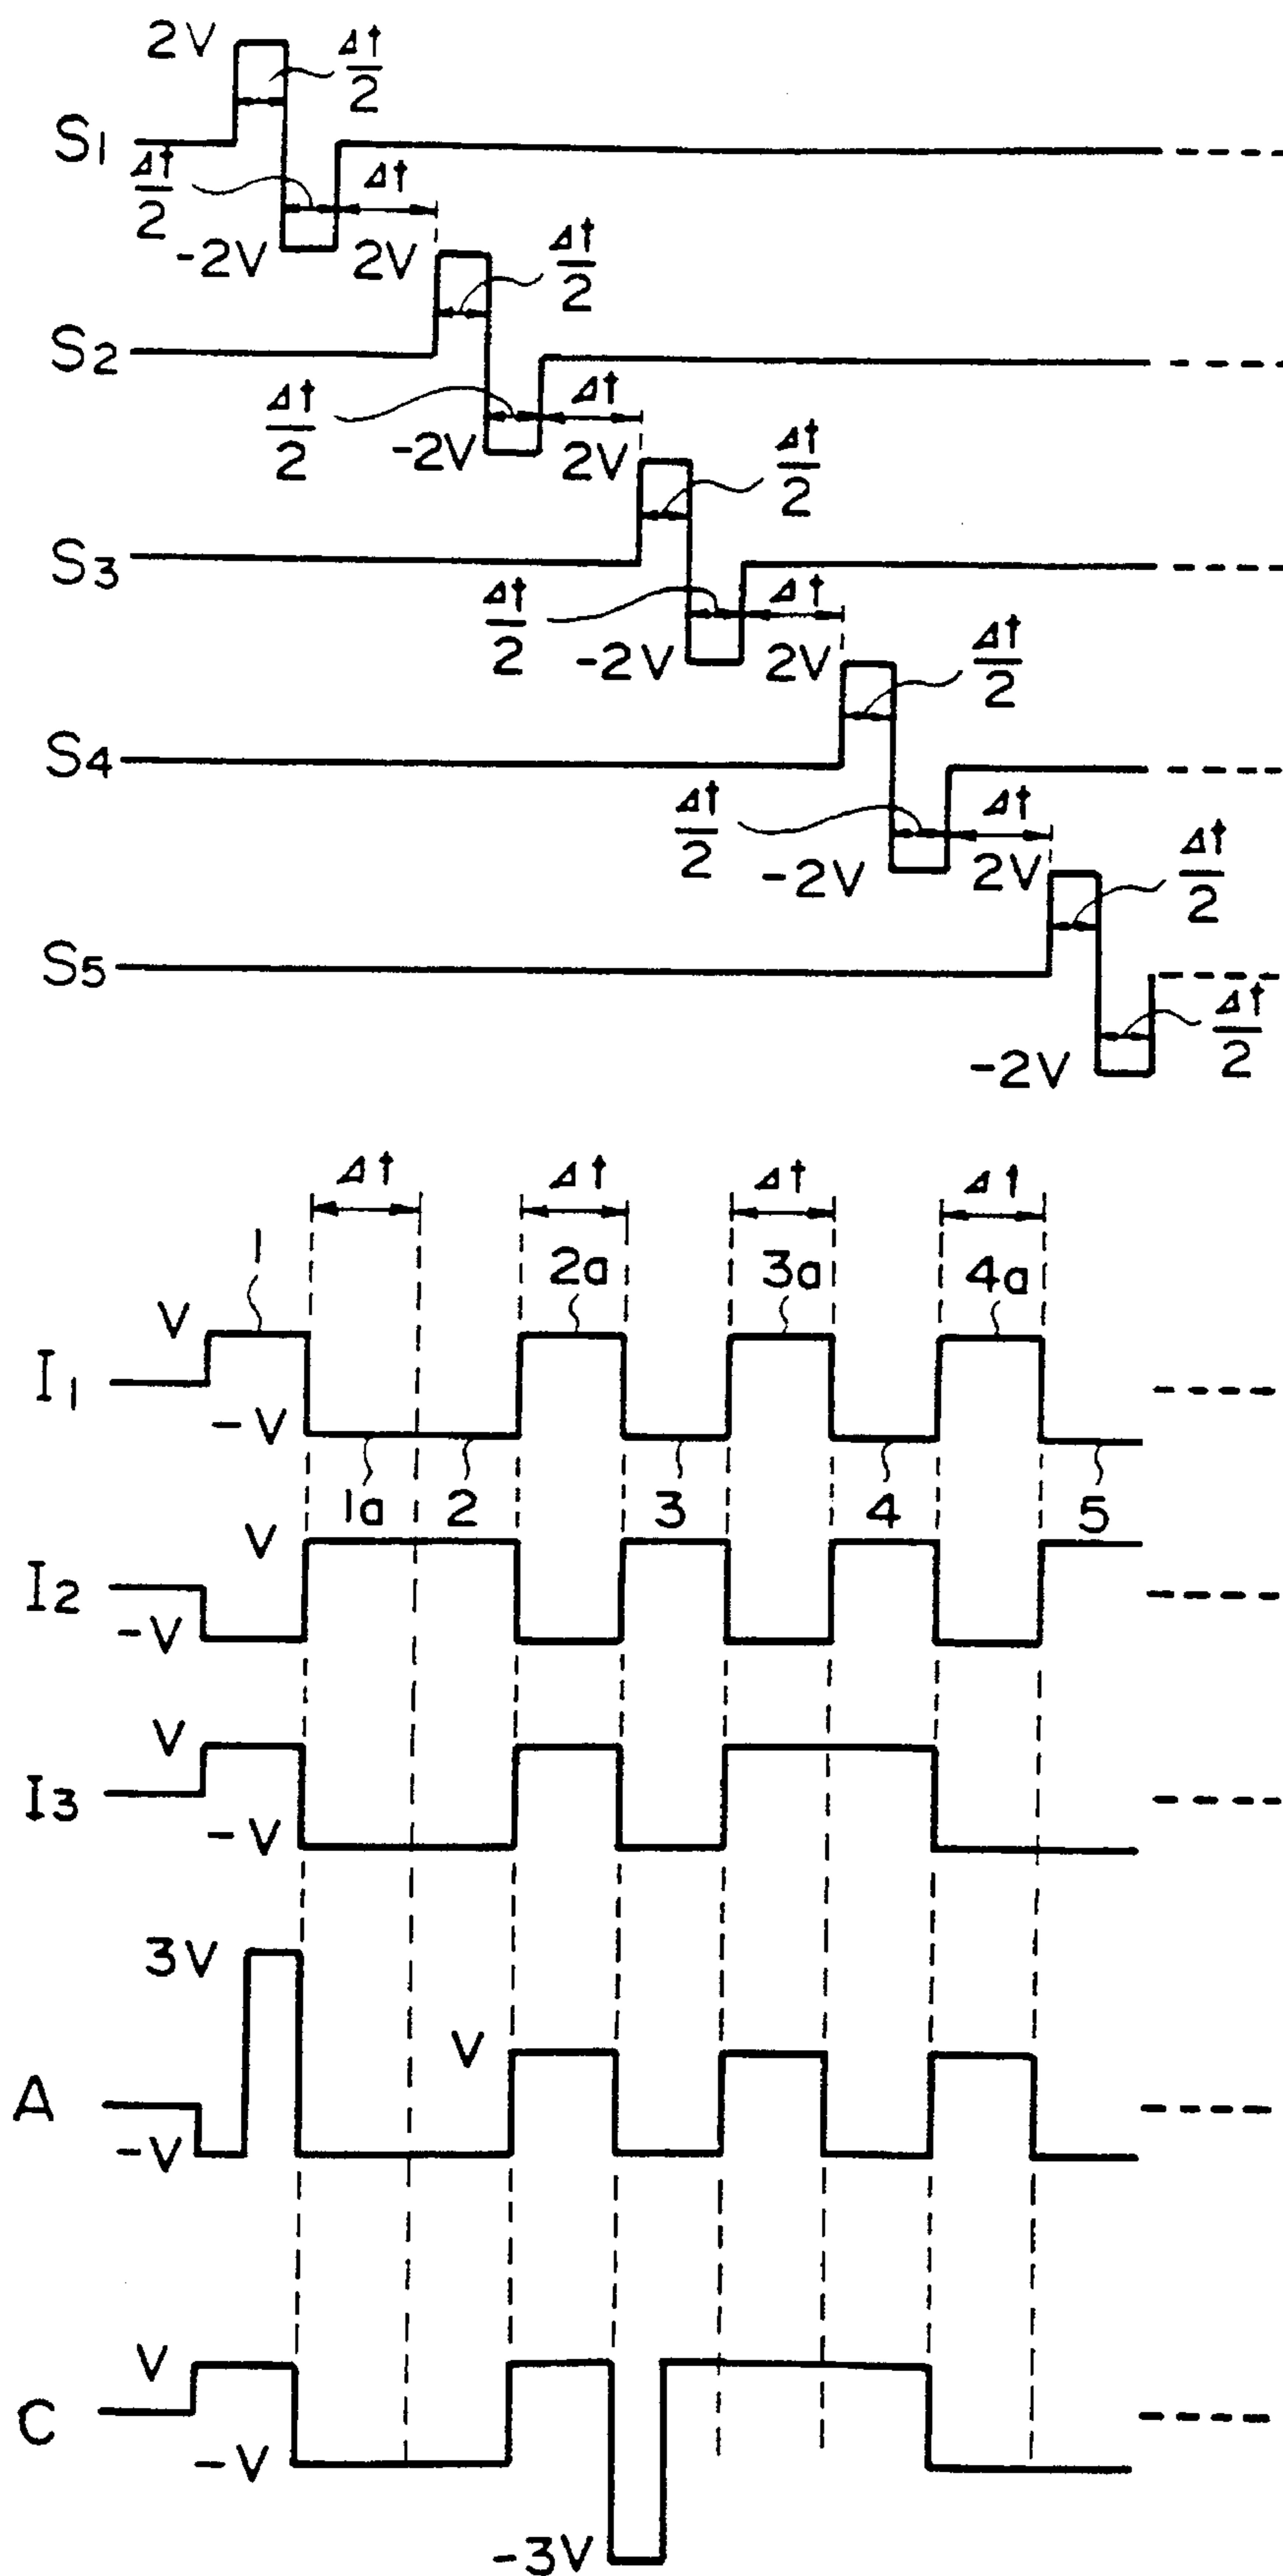 2V Δt/2
S1
Δt/2 Δt
-2V 2V
Δt/2
S2
Δt/2 Δt
-2V 2V
Δt/2
S3
Δt/2 Δt
-2V 2V
Δt/2
S4
Δt/2 Δt
-2V 2V
Δt/2
S5
Δt/2
-2V
Δt Δt Δt Δt
1 2a 3a 4a
V
I1
-V
1a 2 3 4 5
V
I2
-V
V
I3
-V
3V
V
A
-V
V
C
-V
-3V